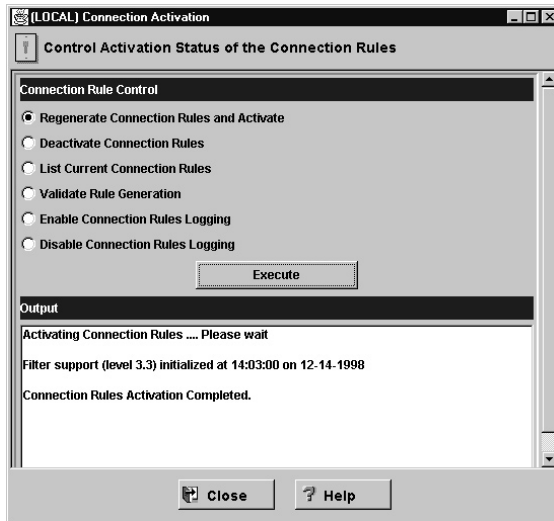 (LOCAL) Connection Activation
Control Activation Status of the Connection Rules
Connection Rule Control
Regenerate Connection Rules and Activate
Deactivate Connection Rules
List Current Connection Rules
Validate Rule Generation
Enable Connection Rules Logging
Disable Connection Rules Logging
Execute
Output
Activating Connection Rules .... Please wait
Filter support (level 3.3) initialized at 14:03:00 on 12-14-1998
Connection Rules Activation Completed.
Close
? Help